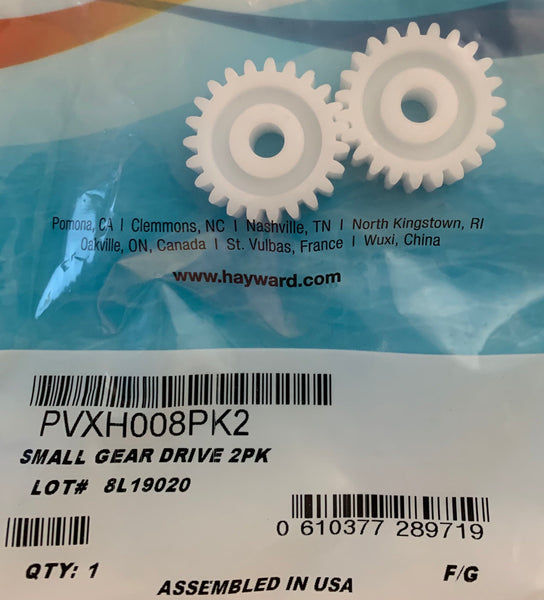 Pomona, CA | Clemmons, NC | Nashville, TN | North Kingstown, RI
Oakville, ON, Canada | St. Vulbas, France | Wuxi, China
www.hayward.com
PVXH008PK2
SMALL GEAR DRIVE 2PK
LOT# 8L19020
0 610377 289719
QTY: 1
F/G
ASSEMBLED IN USA